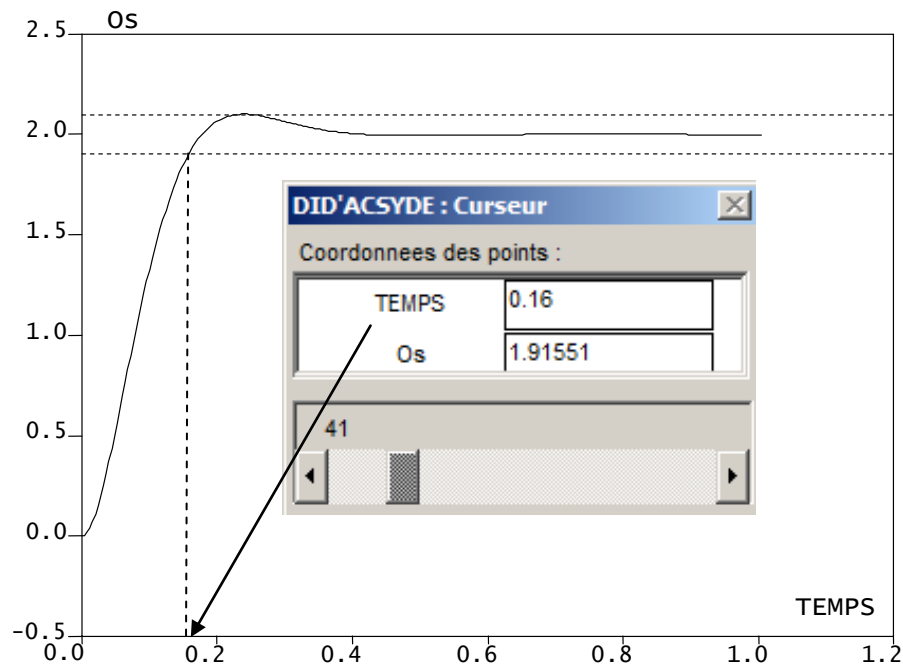 Os
2.5
2.0
1.5
1.0
0.5
0.0
-0.5
DID'ACSYDE : Curseur
Coordonnees des points :
TEMPS 0.16
Os 1.91551
41
TEMPS
0.0 0.2 0.4 0.6 0.8 1.0 1.2